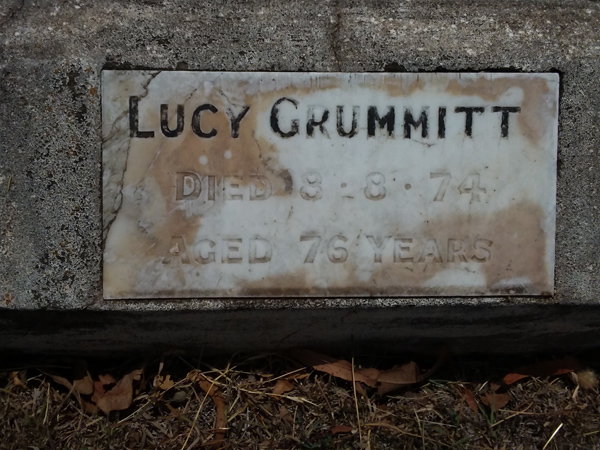 LUCY GRUMMITT
DIED 8 · 8 · 74
AGED 76 YEARS